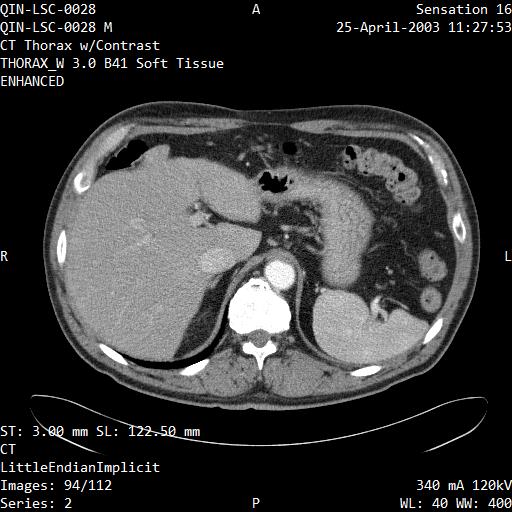 QIN-LSC-0028
A
Sensation 16
QIN-LSC-0028 M
25-April-2003 11:27:53
CT Thorax w/Contrast
THORAX_W 3.0 B41 Soft Tissue
ENHANCED
R
L
ST: 3.00 mm SL: 122.50 mm
CT
LittleEndianImplicit
Images: 94/112
340 mA 120kV
Series: 2
P
WL: 40 WW: 400